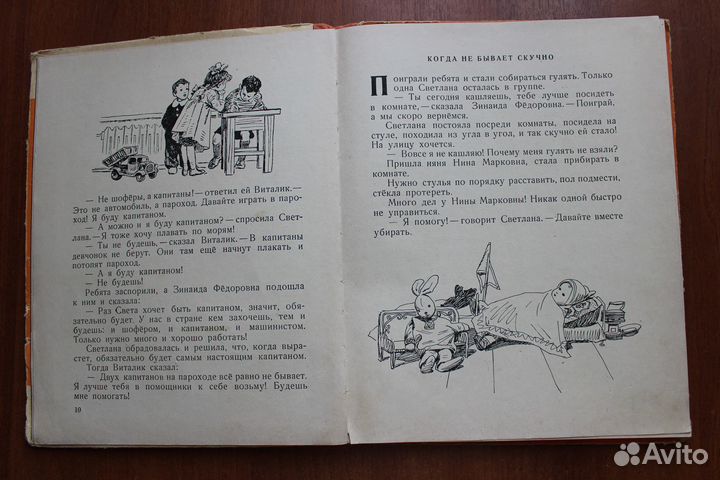 — Не шофёры, а капитаны! — ответил ей Виталик. —
Это не автомобиль, а пароход. Давайте играть в паро-
ход! Я буду капитаном.
— А можно и я буду капитаном? — спросила Свет-
лана. — Я тоже хочу плавать по морям!
— Ты не будешь, — сказал Виталик. — В капитаны
девчонок не берут. Они там ещё начнут плакать и
потопят пароход.
— А я буду капитаном!
— Не будешь!
Ребята заспорили, а Зинаида Фёдоровна подошла
к ним и сказала:
— Раз Света хочет быть капитаном, значит, обя-
зательно будет. У нас в стране кем захочешь, тем и
будешь: и шофёром, и капитаном, и машинистом.
Только нужно много и хорошо работать!
Светлана обрадовалась и решила, что, когда вырас-
тет, обязательно будет самым настоящим капитаном.
Тогда Виталик сказал:
— Двух капитанов на пароходе всё равно не бывает.
Я лучше тебя в помощники к себе возьму! Будешь
мне помогать!
10
КОГДА НЕ БЫВАЕТ СКУЧНО
Поиграли ребята и стали собираться гулять. Только
одна Светлана осталась в группе.
— Ты сегодня кашляешь, тебе лучше посидеть
в комнате, — сказала Зинаида Фёдоровна. — Поиграй,
а мы скоро вернёмся.
Светлана постояла посреди комнаты, посидела на
стуле, походила из угла в угол, и так скучно ей стало!
На улицу хочется.
— Вовсе я не кашляю! Почему меня гулять не взяли?
Пришла няня Нина Марковна, стала прибирать в
комнате.
Нужно стулья по порядку расставить, пол подмести,
стёкла протереть.
Много дел у Нины Марковны! Никак одной быстро
не управиться.
— Я помогу! — говорит Светлана. — Давайте вместе
убирать.
Avito